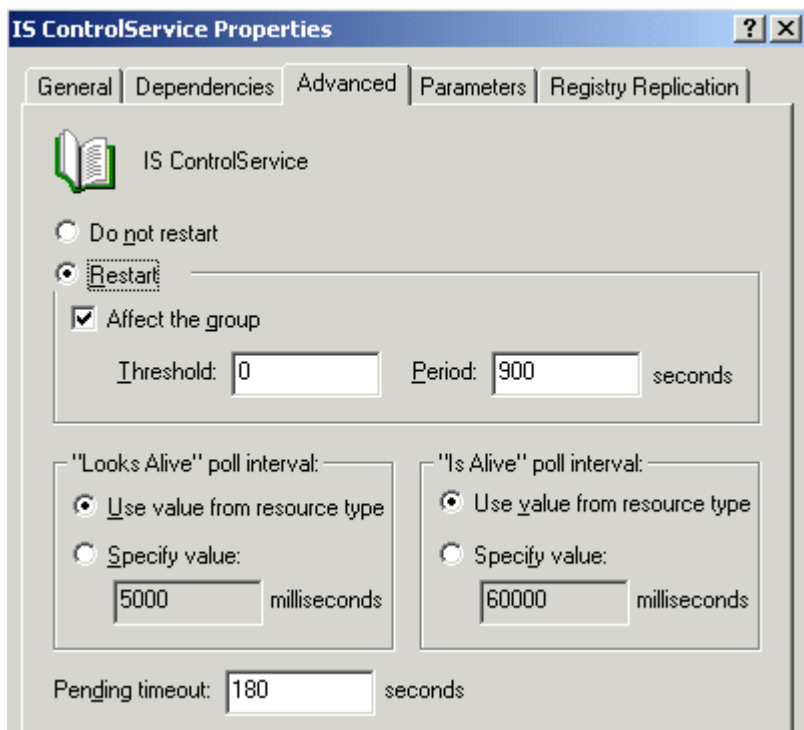 IS ControlService Properties
General Dependencies Advanced Parameters Registry Replication
IS ControlService
Do not restart
Restart
Affect the group
Threshold: 0 Period: 900 seconds
"Looks Alive" poll interval: "Is Alive" poll interval:
Use value from resource type Use value from resource type
Specify value: Specify value:
5000 milliseconds 60000 milliseconds
Pending timeout: 180 seconds